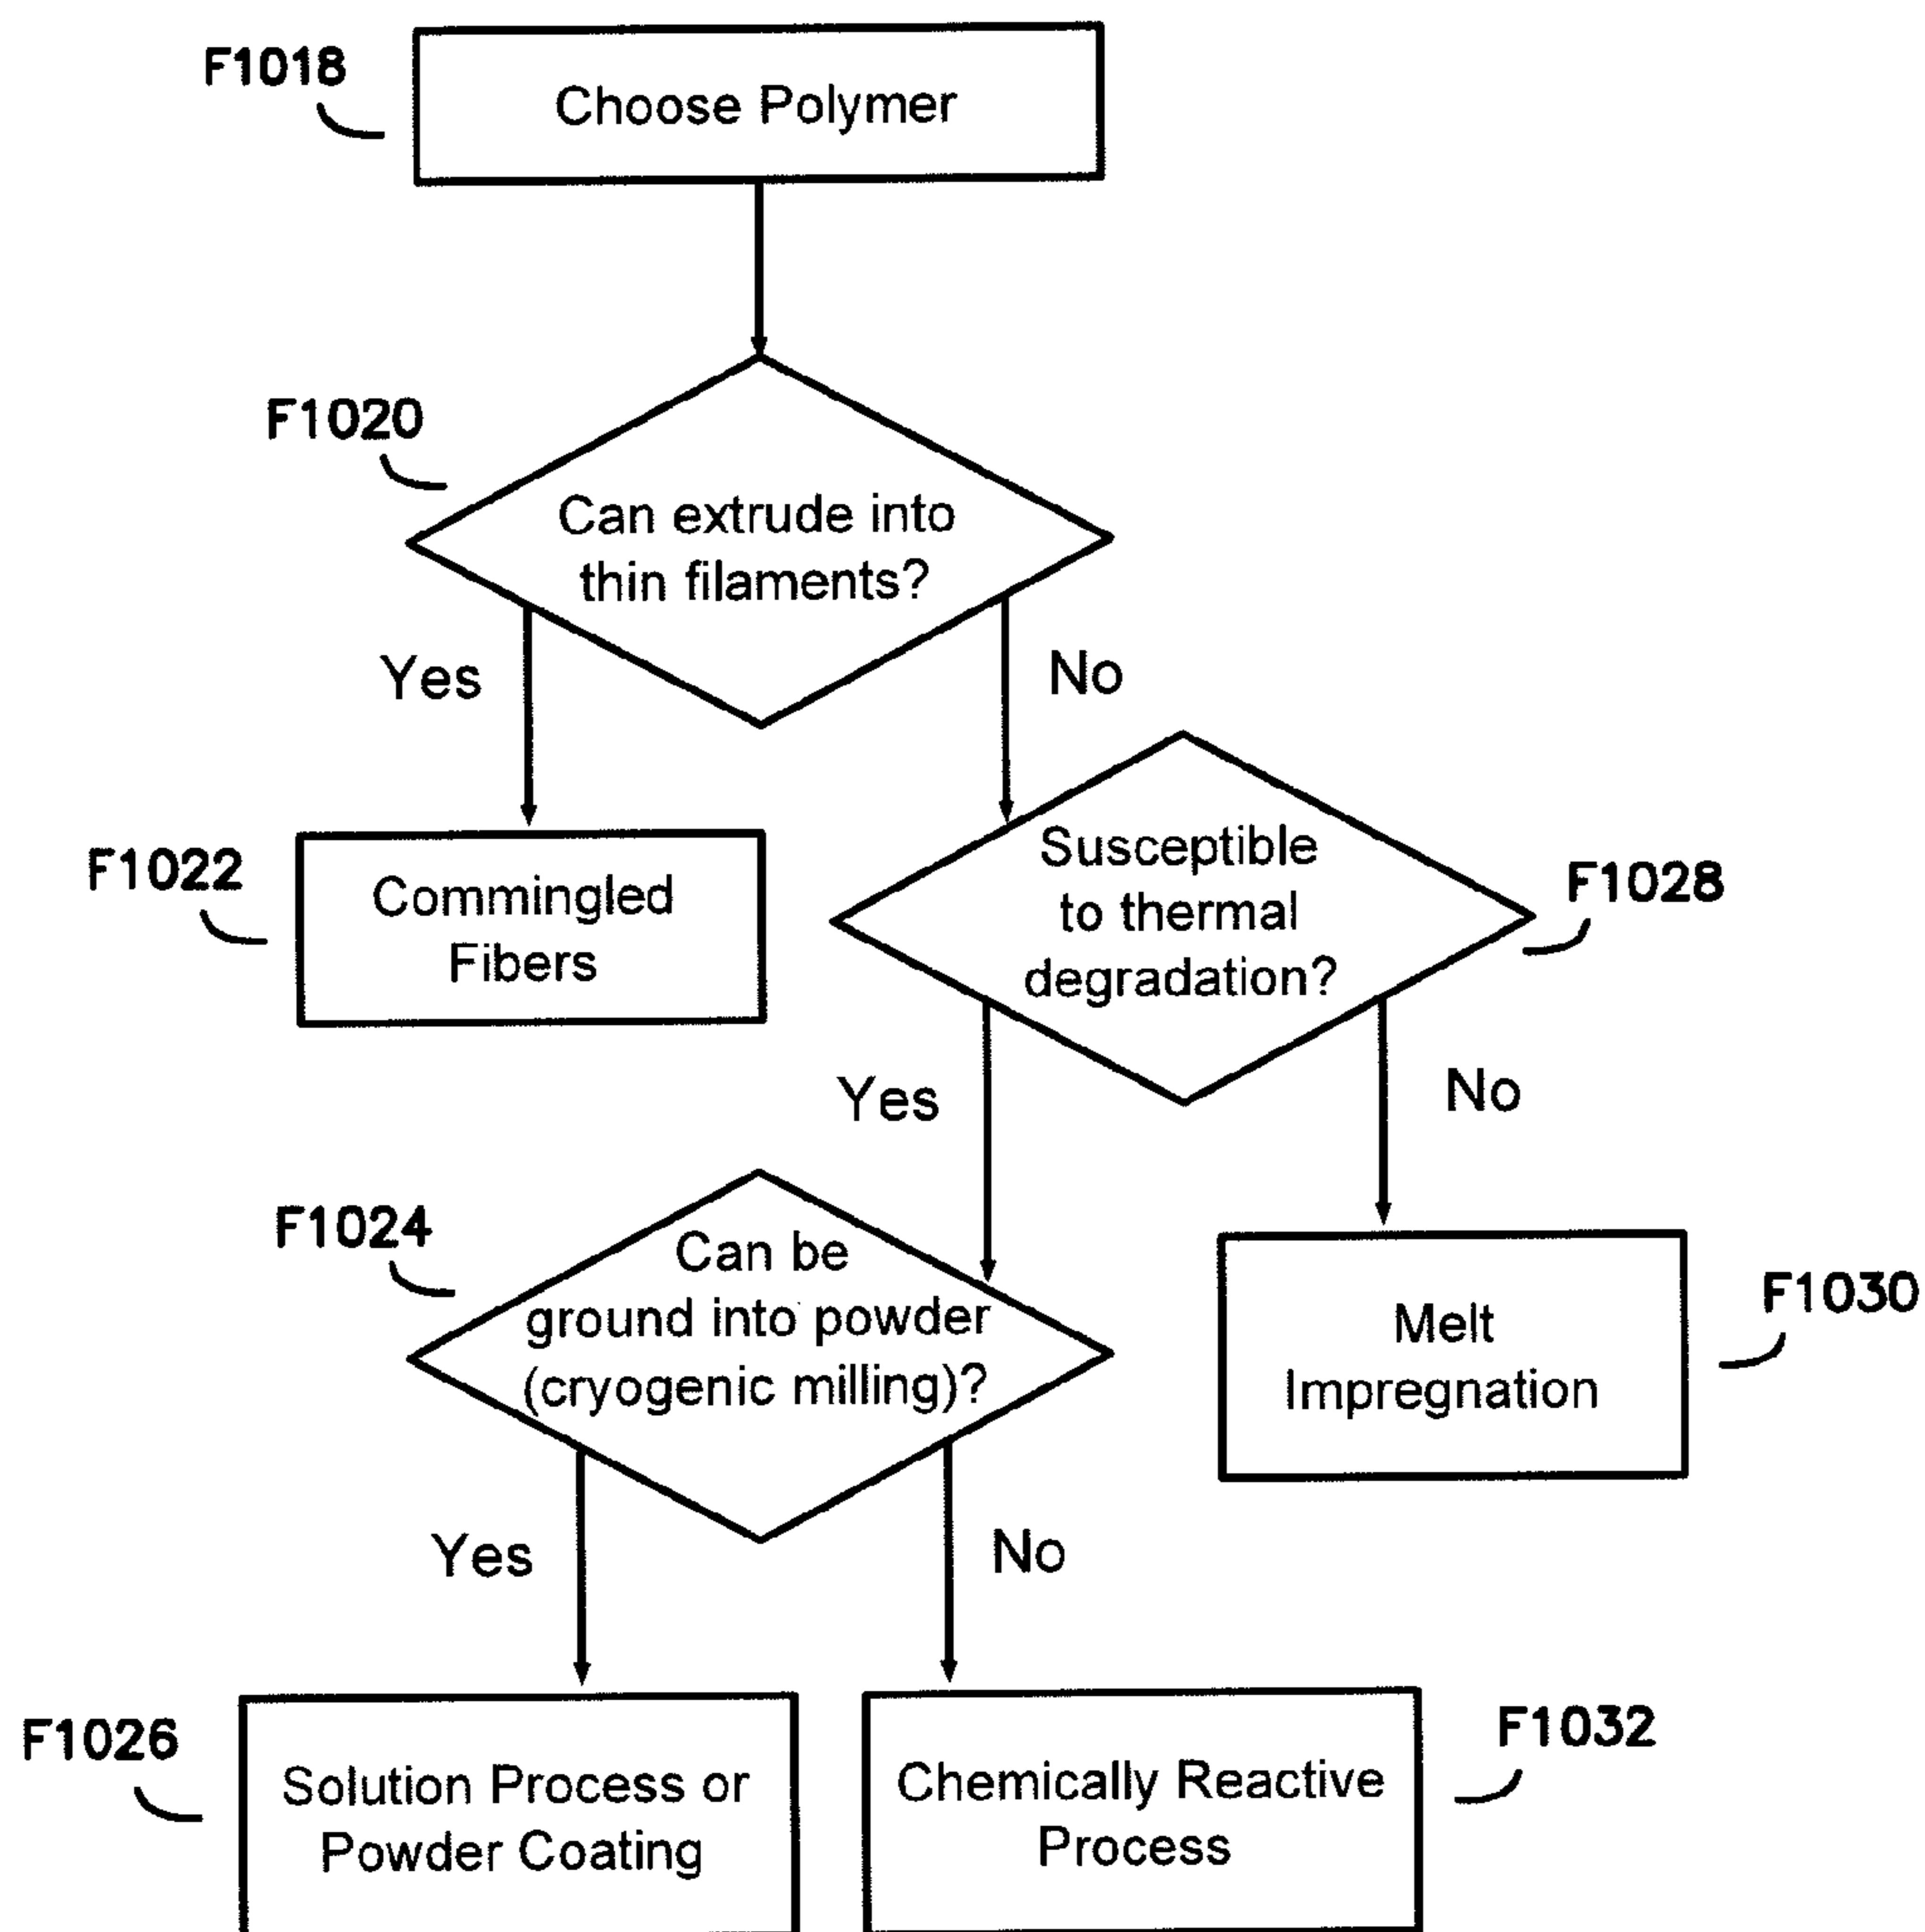 F1018
Choose Polymer
F1020
Can extrude into
thin filaments?
Yes
No
F1022
Commingled
Fibers
Susceptible
to thermal
degradation?
F1028
Yes
No
F1024
Can be
ground into powder
(cryogenic milling)?
Melt
Impregnation
F1030
Yes
No
F1026
Solution Process or
Powder Coating
Chemically Reactive
Process
F1032